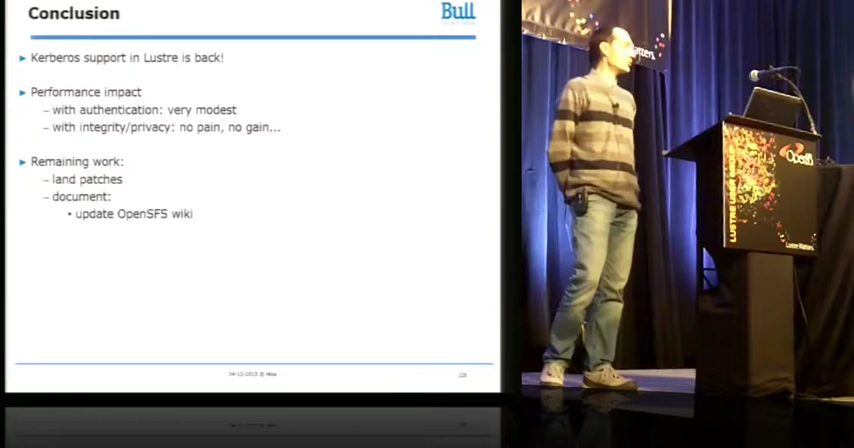 Conclusion
Bull
Kerberos support in Lustre is back!
Performance impact
– with authentication: very modest
– with integrity/privacy: no pain, no gain...
Remaining work:
– land patches
– document:
• update OpenSFS wiki
Matters.
OpenSFS
LUSTRE USER GROUP
Lustre Matters.